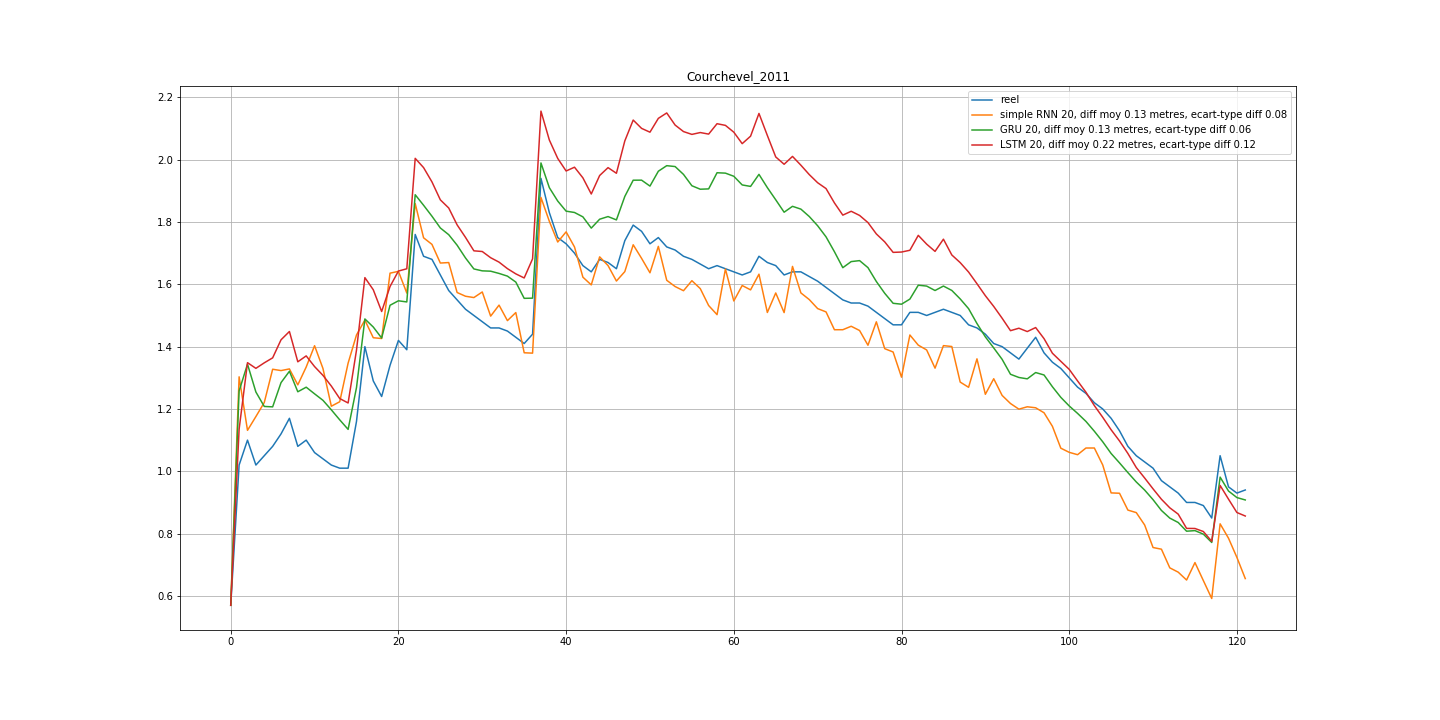 Courchevel_2011
reel
simple RNN 20, diff moy 0.13 metres, ecart-type diff 0.08
GRU 20, diff moy 0.13 metres, ecart-type diff 0.06
LSTM 20, diff moy 0.22 metres, ecart-type diff 0.12
2.2
2.0
1.8
1.6
1.4
1.2
1.0
0.8
0.6
0 20 40 60 80 100 120